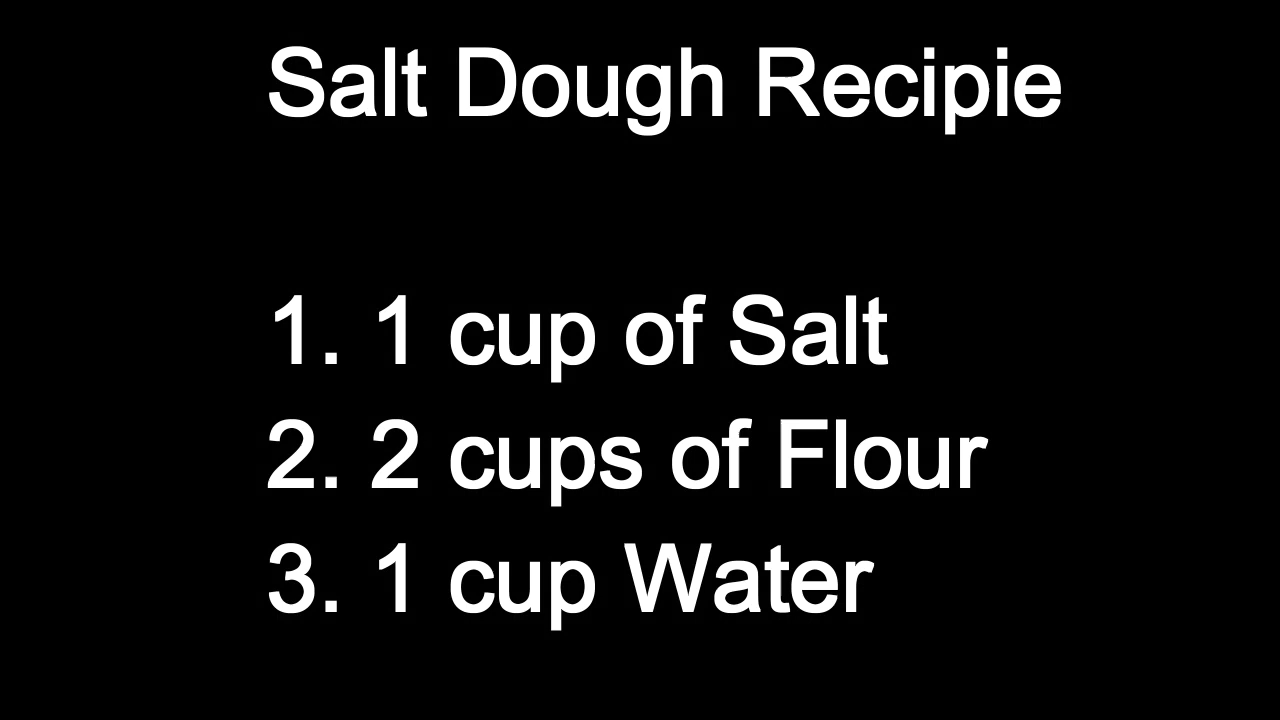 Salt Dough Recipie
1. 1 cup of Salt
2. 2 cups of Flour
3. 1 cup Water